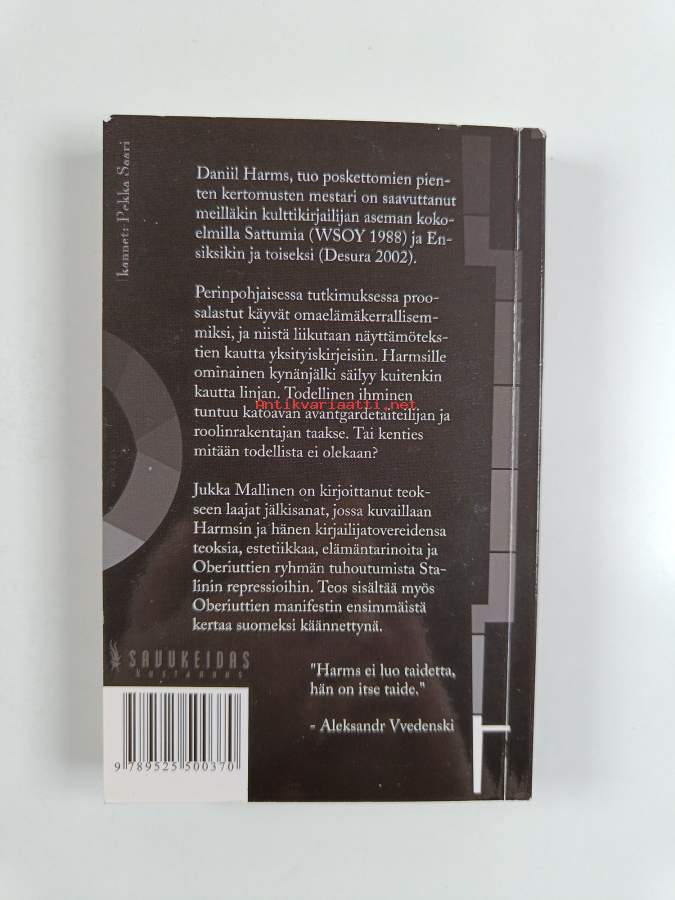 kannet: Pekka Saari
Daniil Harms, tuo poskettomien pien-
ten kertomusten mestari on saavuttanut
meilläkin kulttikirjailijan aseman koko-
elmilla Sattumia (WSOY 1988) ja En-
siksikin ja toiseksi (Desura 2002).
Perinpohjaisessa tutkimuksessa proo-
salastut käyvät omaelämäkerrallisem-
miksi, ja niistä liikutaan näyttämöteks-
tien kautta yksityiskirjeisiin. Harmsille
ominainen kynänjälki säilyy kuitenkin
kautta linjan. Todellinen ihminen
Antikvariaatti.net
tuntuu katoavan avantgardetaiteilijan ja
roolinrakentajan taakse. Tai kenties
mitään todellista ei olekaan?
Jukka Mallinen on kirjoittanut teok-
seen laajat jälkisanat, jossa kuvaillaan
Harmsin ja hänen kirjailijatovereidensa
teoksia, estetiikkaa, elämäntarinoita ja
Oberiuttien ryhmän tuhoutumista Sta-
linin repressioihin. Teos sisältää myös
Oberiuttien manifestin ensimmäistä
kertaa suomeksi käännettynä.
SAVUKEIDAS
KUSTANNUS
"Harms ei luo taidetta,
hän on itse taide."
- Aleksandr Vvedenski
9 789525 500370